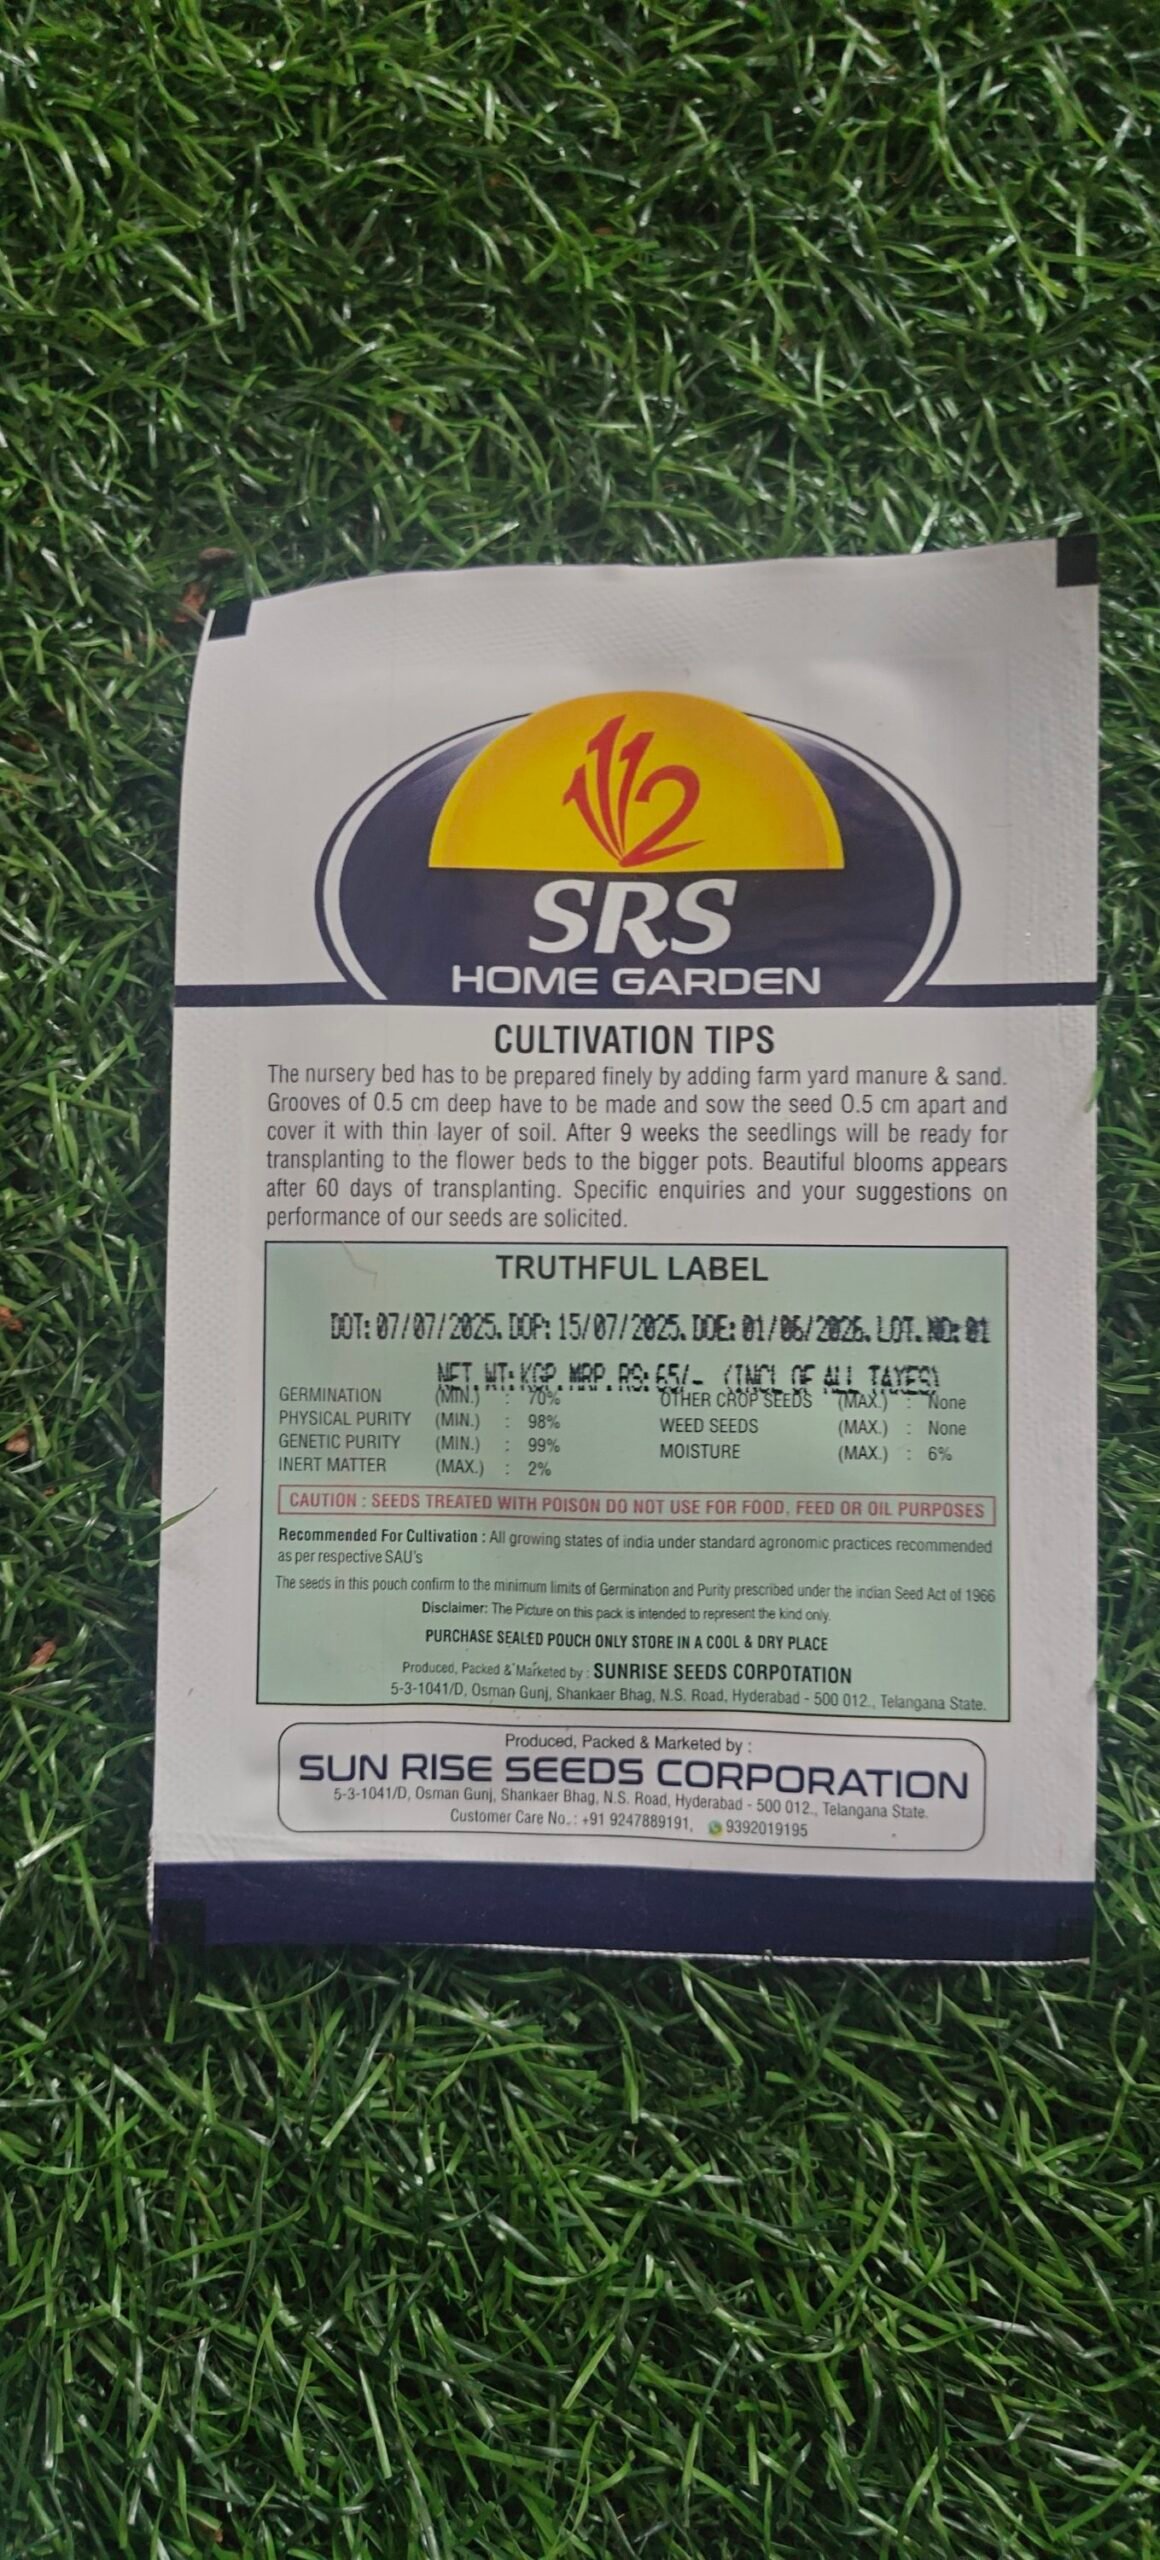 1112
SRS
HOME GARDEN
CULTIVATION TIPS
The nursery bed has to be prepared finely by adding farm yard manure & sand.
Grooves of 0.5 cm deep have to be made and sow the seed 0.5 cm apart and
cover it with thin layer of soil. After 9 weeks the seedlings will be ready for
transplanting to the flower beds to the bigger pots. Beautiful blooms appears
after 60 days of transplanting. Specific enquiries and your suggestions on
performance of our seeds are solicited.
TRUTHFUL LABEL
DOT: 07/07/2025. DOP: 15/07/2025. DOE: 01/06/2026. LOT. NO: 01
NET. WT: KGP. MRP. RS: 65/- (INCL OF ALL TAXES)
GERMINATION (MIN.) : 70% OTHER CROP SEEDS (MAX.) : None
PHYSICAL PURITY (MIN.) : 98% WEED SEEDS (MAX.) : None
GENETIC PURITY (MIN.) : 99% MOISTURE (MAX.) : 6%
INERT MATTER (MAX.) : 2%
CAUTION : SEEDS TREATED WITH POISON DO NOT USE FOR FOOD, FEED OR OIL PURPOSES
Recommended For Cultivation : All growing states of india under standard agronomic practices recommended
as per respective SAU's
The seeds in this pouch confirm to the minimum limits of Germination and Purity prescribed under the indian Seed Act of 1966
Disclaimer: The Picture on this pack is intended to represent the kind only.
PURCHASE SEALED POUCH ONLY STORE IN A COOL & DRY PLACE
Produced, Packed & Marketed by : SUNRISE SEEDS CORPOTATION
5-3-1041/D, Osman Gunj, Shankaer Bhag, N.S. Road, Hyderabad - 500 012., Telangana State.
Produced, Packed & Marketed by :
SUN RISE SEEDS CORPORATION
5-3-1041/D, Osman Gunj, Shankaer Bhag, N.S. Road, Hyderabad - 500 012., Telangana State.
Customer Care No.: +91 9247889191, 9392019195